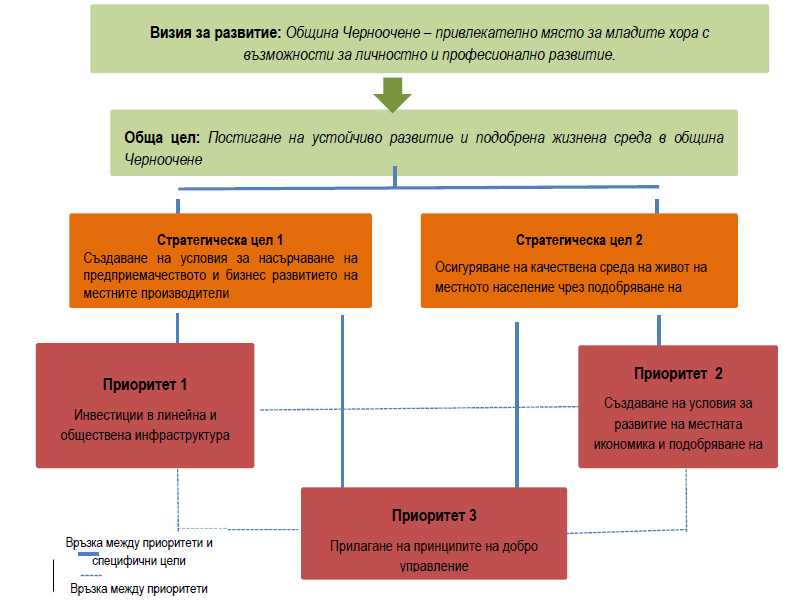 Визия за развитие: Община Черноочене – привлекателно място за младите хора с
възможности за личностно и професионално развитие.
Обща цел: Постигане на устойчиво развитие и подобрена жизнена среда в община
Черноочене
Стратегическа цел 1
Създаване на условия за насърчаване на
предприемачеството и бизнес развитието на
местните производители
Стратегическа цел 2
Осигуряване на качествена среда на живот на
местното население чрез подобряване на
Приоритет 1
Инвестиции в линейна и
обществена инфраструктура
Приоритет 2
Създаване на условия за
развитие на местната
икономика и подобряване на
Приоритет 3
Прилагане на принципите на добро
управление
Връзка между приоритети и
специфични цели
Връзка между приоритети